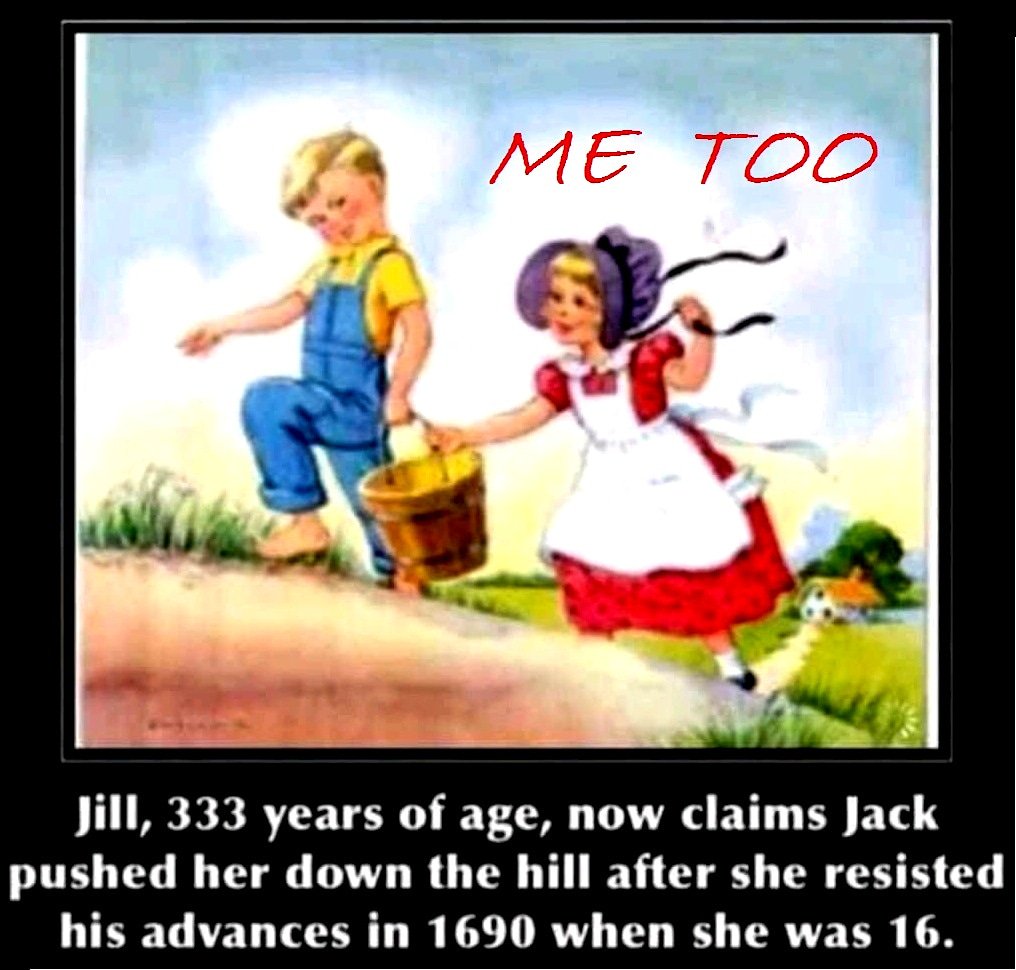 ME TOO
Jill, 333 years of age, now claims Jack
pushed her down the hill after she resisted
his advances in 1690 when she was 16.